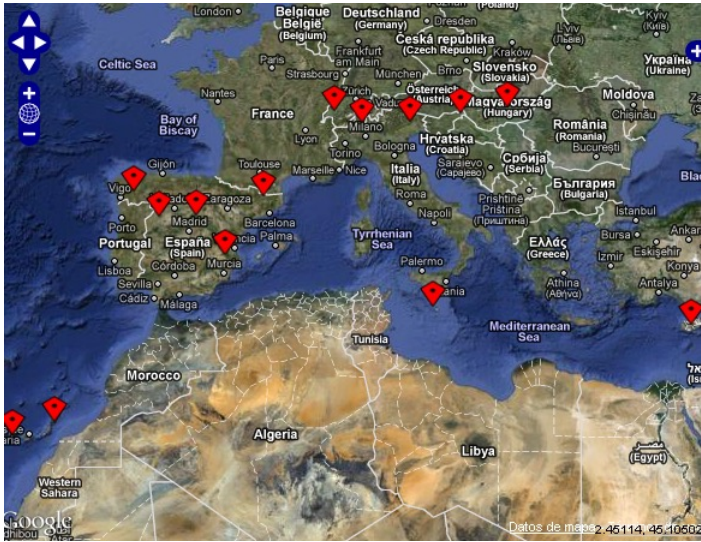 London
Belgique
België
(Belgium)
Deutschland
(Germany)
Dresden
(Poland)
Česká republika
(Czech Republic)
Kraków
Київ
(Kyiv)
Україна
(Ukraine)
Celtic Sea
Paris
Frankfurt
am Main
Strasbourg
München
Brno
Slovensko
(Slovakia)
Nantes
France
Zürich
Österreich
Magyarország
(Hungary)
Moldova
Chișinău
Bay of
Biscay
Lyon
Milano
Torino
Bologna
Hrvatska
(Croatia)
România
(Romania)
București
Gijón
Toulouse
Marseille
Nice
Italia
(Italy)
Sarajevo
(Сарајево)
Србија
(Serbia)
Prishtinë
Priština
(Приштина)
България
(Bulgaria)
Vigo
Porto
Zaragoza
Madrid
Barcelona
Roma
Napoli
Istanbul
Bursa
Portugal
España
(Spain)
Palma
Tyrrhenian
Sea
Ελλάς
(Greece)
Izmir
Eskişehir
Konya
Lisboa
Córdoba
Murcia
Sevilla
Cádiz
Málaga
Palermo
Athina
(Αθήνα)
Antalya
Tunisia
Mediterranean
Sea
Morocco
Algeria
Libya
مصر
(Egypt)
Western
Sahara
Google
Datos de mapa
2.45114, 45.10502